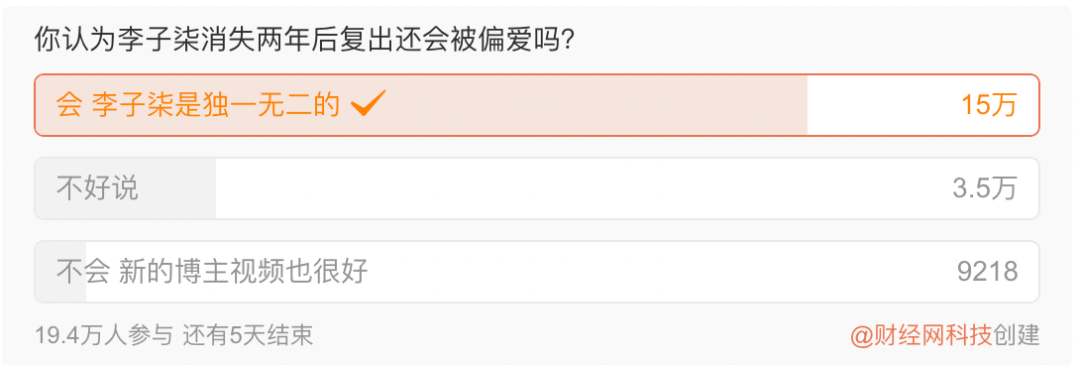 你认为李子柒消失两年后复出还会被偏爱吗?
会 李子柒是独一无二的 15万
不好说 3.5万
不会 新的博主视频也很好 9218
19.4万人参与 还有5天结束 @财经网科技创建